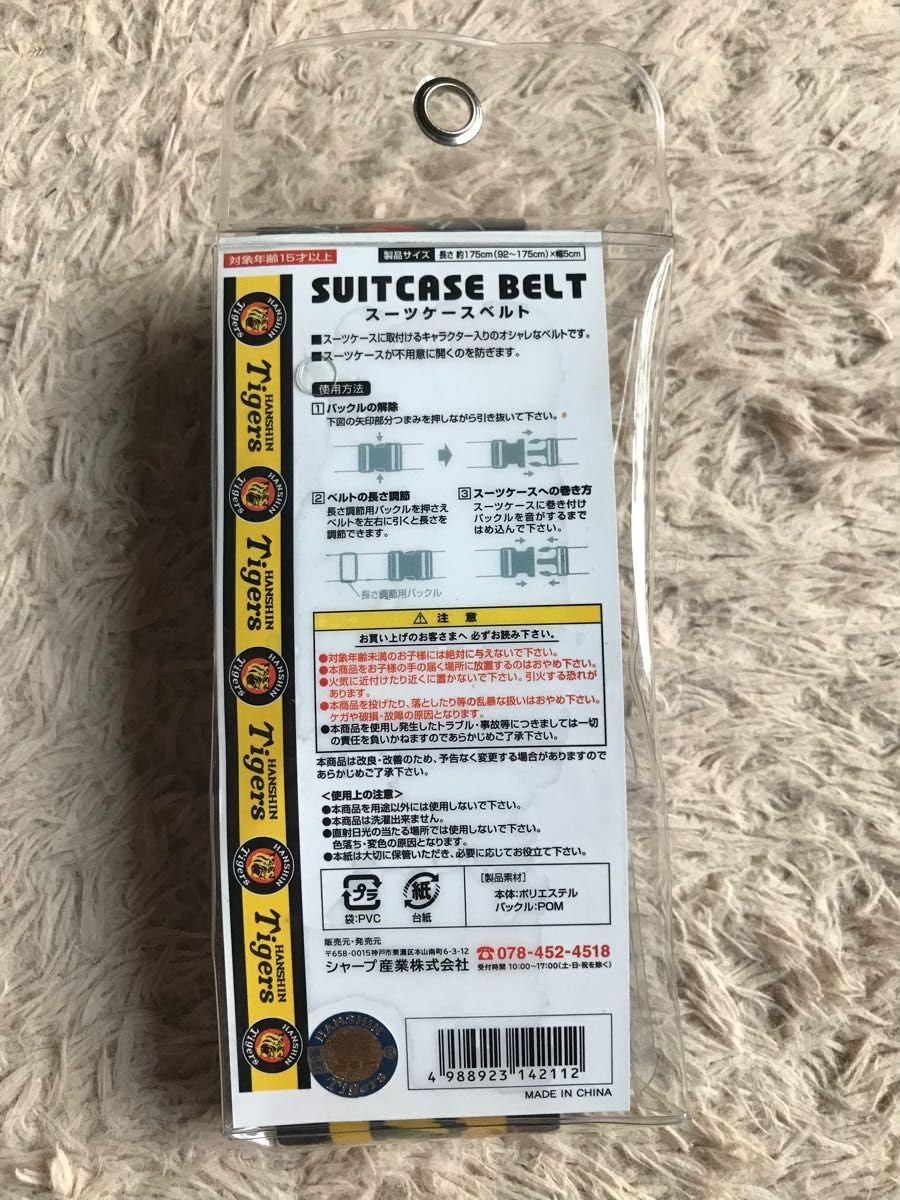 対象年齢15才以上
製品サイズ 長さ 約175cm(92～175cm)×幅5cm
SUITCASE BELT
スーツケースベルト
■スーツケースに取付けるキャラクター入りのオシャレなベルトです。
■スーツケースが不用意に開くのを防ぎます。
使用方法
1 バックルの解除
下図の矢印部分つまみを押しながら引き抜いて下さい。
2 ベルトの長さ調節
長さ調節用バックルを押さえ
ベルトを左右に引くと長さを
調節できます。
長さ調節用バックル
3 スーツケースへの巻き方
スーツケースに巻き付け
バックルを音がするまで
はめ込んで下さい。
注 意
お買い上げのお客さまへ 必ずお読み下さい。
●対象年齢未満のお子様には絶対に与えないで下さい。
●本商品をお子様の手の届く場所に放置するのはおやめ下さい。
●火気に近付けたり近くに置かないで下さい。引火する恐れが
あります。
●本商品を投げたり、落としたり等の乱暴な扱いはおやめ下さい。
ケガや破損・故障の原因となります。
●本商品を使用し発生したトラブル・事故等につきましては一切
の責任を負いかねますのであらかじめご了承下さい。
本商品は改良・改善のため、予告なく変更する場合がありますので
あらかじめご了承下さい。
＜使用上の注意＞
●本商品を用途以外には使用しないで下さい。
●本商品は洗濯出来ません。
●直射日光の当たる場所では使用しないで下さい。
色落ち・変色の原因となります。
●本紙は大切に保管いただき、必要に応じてお役立て下さい。
プラ
袋:PVC
紙
台紙
[製品素材]
本体:ポリエステル
バックル:POM
販売元・発売元
〒658-0015神戸市東灘区本山南町6-3-12
シャープ産業株式会社
☎078-452-4518
受付時間 10:00～17:00(土・日・祝を除く)
4 988923 142112
MADE IN CHINA
HANSHIN
Tigers
HANSHIN
Tigers
HANSHIN
Tigers
HANSHIN
Tigers
HANSHIN
Tigers
HANSHIN
Tigers
HANSHIN
Tigers
HANSHIN
Tigers
HANSHIN
Tigers
HANSHIN